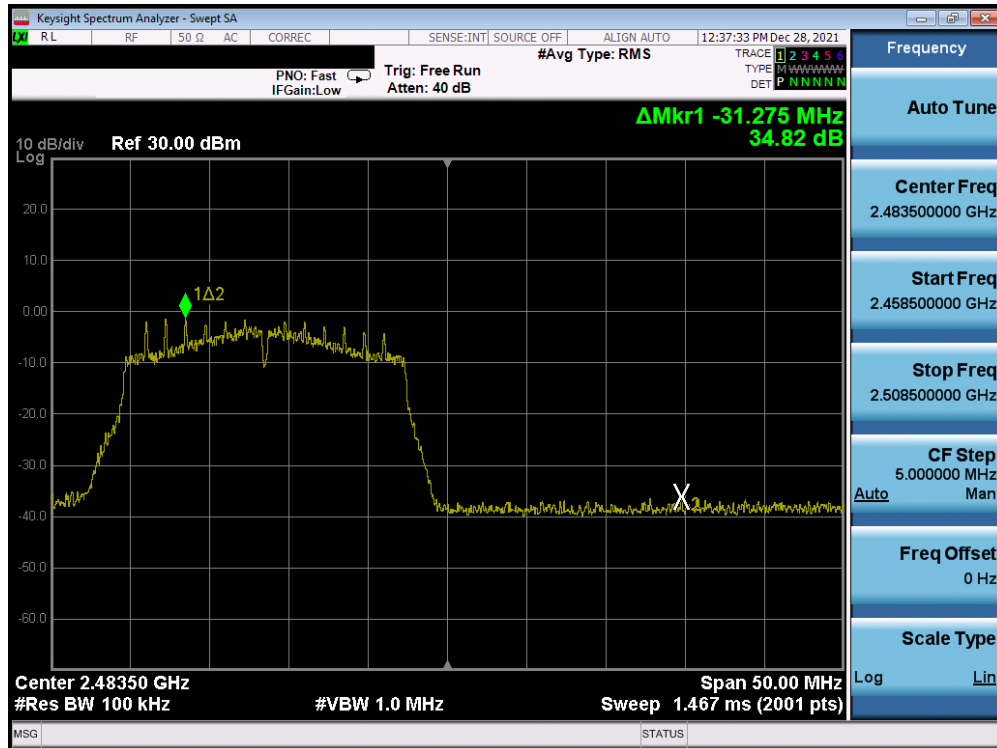 Keysight Spectrum Analyzer - Swept SA
LXI RL RF 50 Ω AC CORREC SENSE:INT SOURCE OFF ALIGN AUTO 12:37:33 PM Dec 28, 2021
#Avg Type: RMS TRACE 1 2 3 4 5 6
PNO: Fast Trig: Free Run TYPE M WWWWW
IFGain:Low Atten: 40 dB DET P N N N N N
ΔMkr1 -31.275 MHz
34.82 dB
10 dB/div Ref 30.00 dBm
Log
20.0
10.0
1Δ2
0.00
-10.0
-20.0
-30.0
X2
-40.0
-50.0
-60.0
Center 2.48350 GHz Span 50.00 MHz
#Res BW 100 kHz #VBW 1.0 MHz Sweep 1.467 ms (2001 pts)
MSG STATUS
Frequency
Auto Tune
Center Freq
2.483500000 GHz
Start Freq
2.458500000 GHz
Stop Freq
2.508500000 GHz
CF Step
5.000000 MHz
Auto Man
Freq Offset
0 Hz
Scale Type
Log Lin